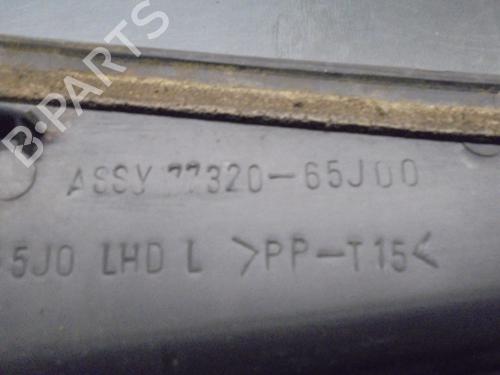 B·PARTS
ASSY 77320-65J00
5J0 LHD L >PP-T15<